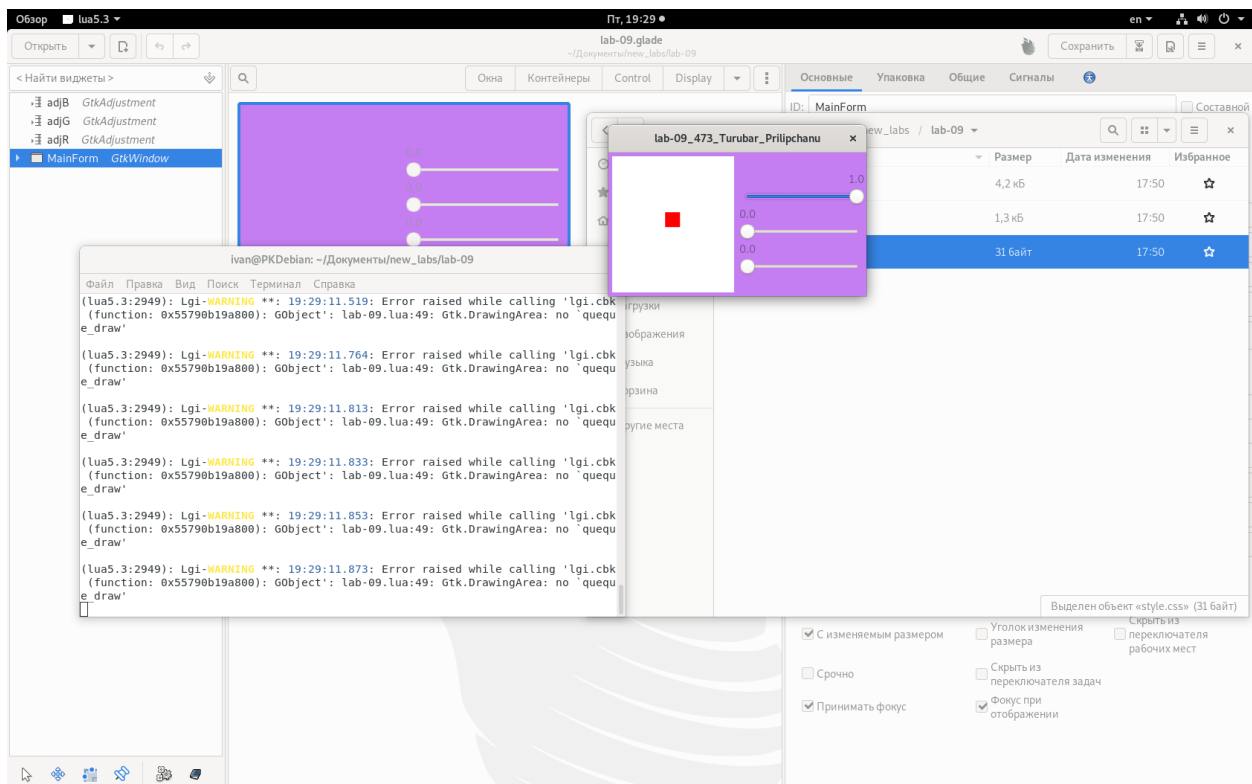 Обзор lua5.3 Пт, 19:29 en
Открыть lab-09.glade Сохранить
~/Документы/new_labs/lab-09
< Найти виджеты > Окна Контейнеры Control Display Основные Упаковка Общие Сигналы
adjB GtkAdjustment
adjG GtkAdjustment
adjR GtkAdjustment
MainForm GtkWindow
ID: MainForm Составной
lab-09_473_Turubar_Prilipchanu
ew_labs / lab-09
Размер Дата изменения Избранное
4,2 кБ 17:50
1,3 кБ 17:50
31 байт 17:50
0.0
0.0
0.0
1.0
0.0
0.0
ivan@PKDebian: ~/Документы/new_labs/lab-09
Файл Правка Вид Поиск Терминал Справка
(lua5.3:2949): Lgi-WARNING **: 19:29:11.519: Error raised while calling 'lgi.cbk
(function: 0x55790b19a800): GObject': lab-09.lua:49: Gtk.DrawingArea: no `quequ
e_draw'
(lua5.3:2949): Lgi-WARNING **: 19:29:11.764: Error raised while calling 'lgi.cbk
(function: 0x55790b19a800): GObject': lab-09.lua:49: Gtk.DrawingArea: no `quequ
e_draw'
(lua5.3:2949): Lgi-WARNING **: 19:29:11.813: Error raised while calling 'lgi.cbk
(function: 0x55790b19a800): GObject': lab-09.lua:49: Gtk.DrawingArea: no `quequ
e_draw'
(lua5.3:2949): Lgi-WARNING **: 19:29:11.833: Error raised while calling 'lgi.cbk
(function: 0x55790b19a800): GObject': lab-09.lua:49: Gtk.DrawingArea: no `quequ
e_draw'
(lua5.3:2949): Lgi-WARNING **: 19:29:11.853: Error raised while calling 'lgi.cbk
(function: 0x55790b19a800): GObject': lab-09.lua:49: Gtk.DrawingArea: no `quequ
e_draw'
(lua5.3:2949): Lgi-WARNING **: 19:29:11.873: Error raised while calling 'lgi.cbk
(function: 0x55790b19a800): GObject': lab-09.lua:49: Gtk.DrawingArea: no `quequ
e_draw'
агрузки
зображения
узыка
орзина
ругие места
Выделен объект «style.css» (31 байт)
С изменяемым размером
Уголок изменения
размера
Скрыть из
переключателя
рабочих мест
Срочно
Скрыть из
переключателя задач
Принимать фокус
Фокус при
отображении